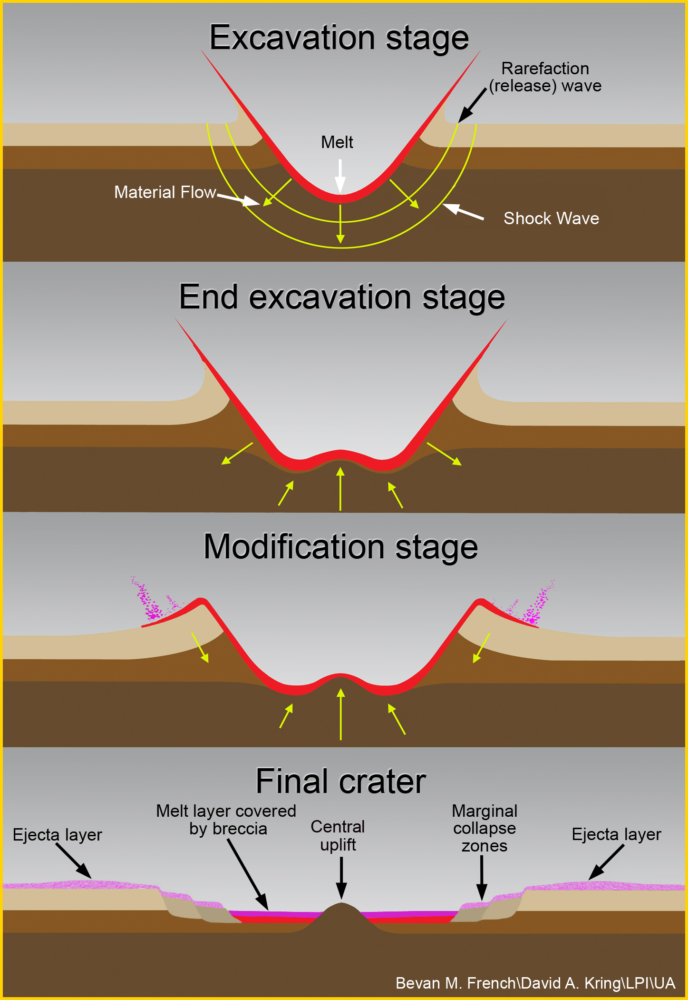 Excavation stage
Rarefaction
(release) wave
Melt
Material Flow
Shock Wave
End excavation stage
Modification stage
Final crater
Ejecta layer
Melt layer covered
by breccia
Central
uplift
Marginal
collapse
zones
Ejecta layer
Bevan M. French\David A. Kring\LPI\UA